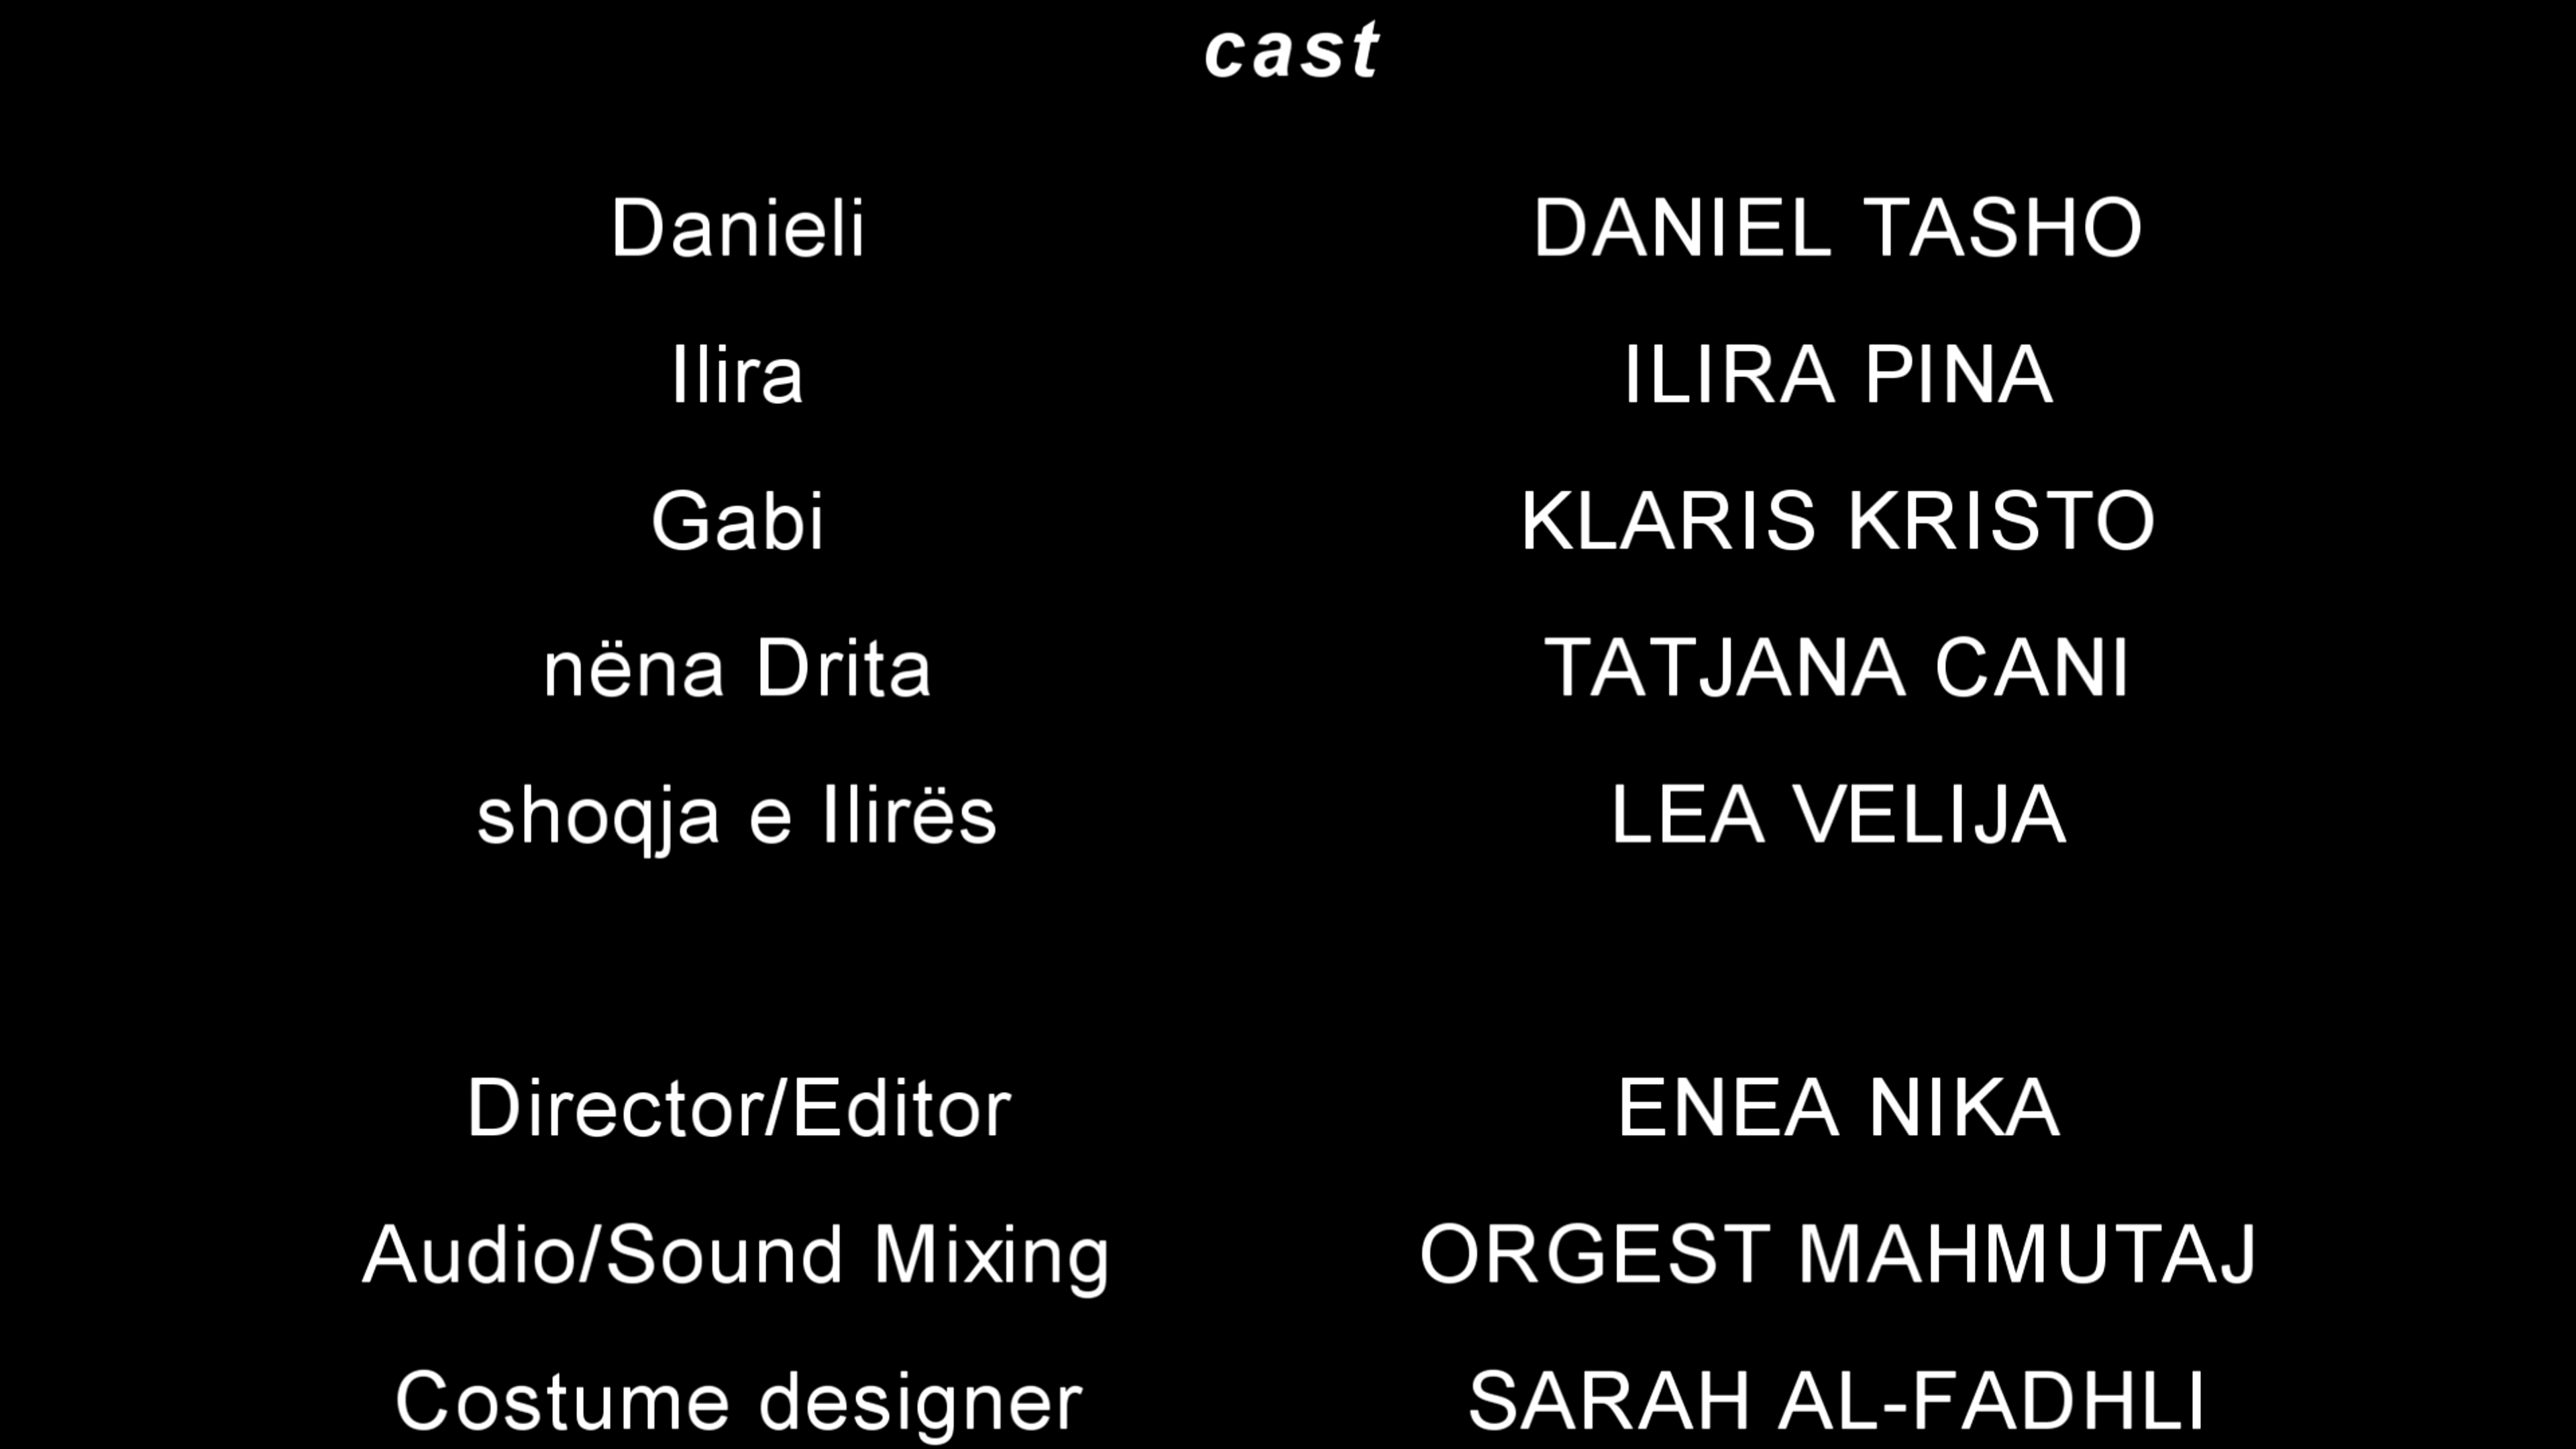 cast
Danieli DANIEL TASHO
Ilira ILIRA PINA
Gabi KLARIS KRISTO
nëna Drita TATJANA CANI
shoqja e Ilirës LEA VELIJA
Director/Editor ENEA NIKA
Audio/Sound Mixing ORGEST MAHMUTAJ
Costume designer SARAH AL-FADHLI